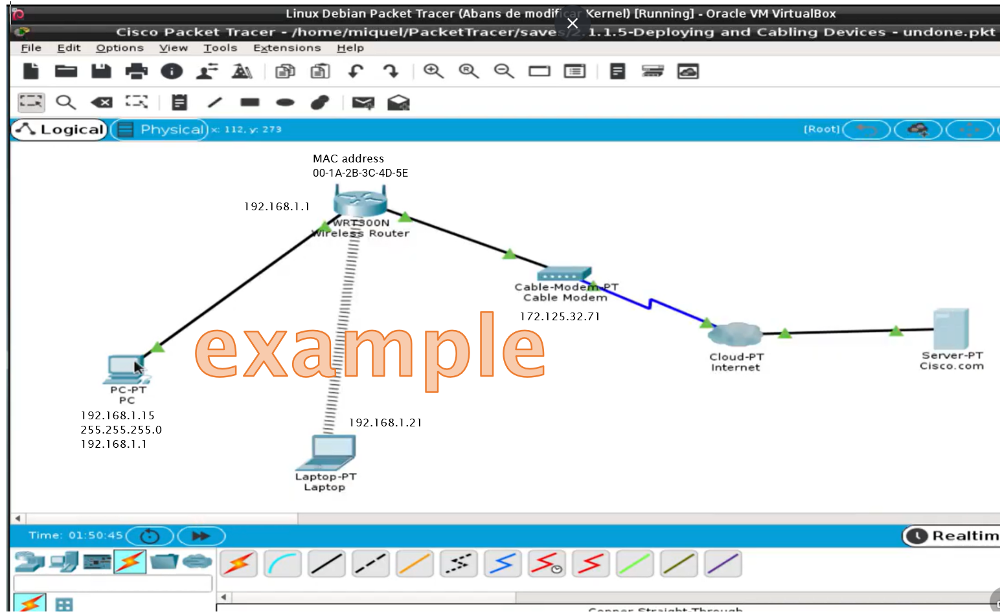 Linux Debian Packet Tracer (Abans de modificar Kernel) [Running] - Oracle VM VirtualBox
Cisco Packet Tracer - /home/miquel/PacketTracer/saves/2.1.1.5-Deploying and Cabling Devices - undone.pkt
File Edit Options View Tools Extensions Help
Logical Physical x: 112, y: 273 [Root]
MAC address
00-1A-2B-3C-4D-5E
192.168.1.1
WRT300N
Wireless Router
Cable-Modem-PT
Cable Modem
172.125.32.71
example
Cloud-PT
Internet
Server-PT
Cisco.com
PC-PT
PC
192.168.1.15
255.255.255.0
192.168.1.1
192.168.1.21
Laptop-PT
Laptop
Time: 01:50:45
Realtim
Copper Straight-Through